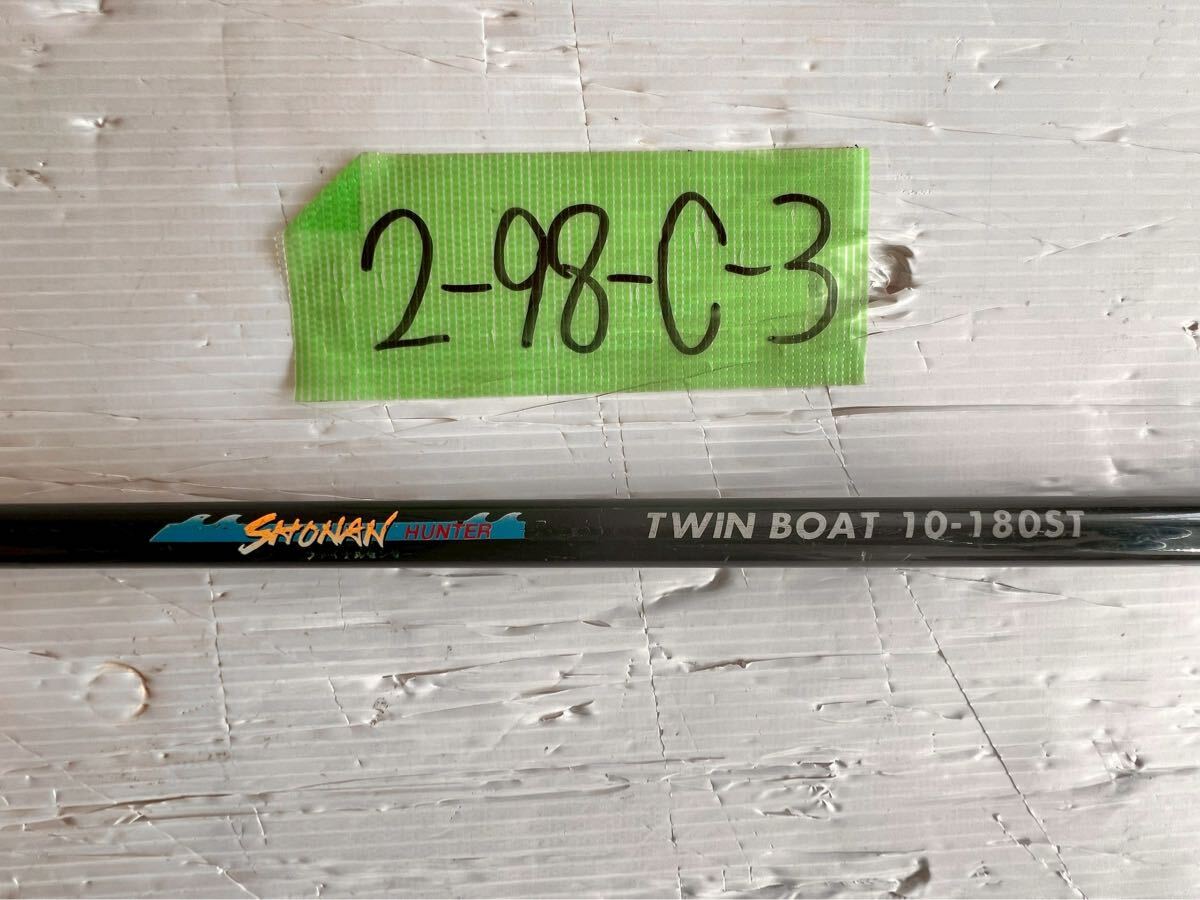 2-98-C-3
SHONAN HUNTER TWIN BOAT 10-180ST